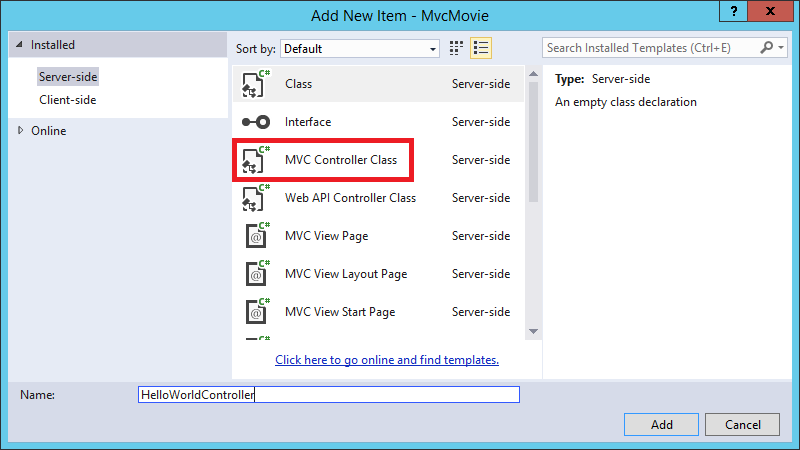 Add New Item - MvcMovie
? X
Installed
Server-side
Client-side
Online
Sort by: Default
Search Installed Templates (Ctrl+E)
C# Class Server-side
Interface Server-side
C# MVC Controller Class Server-side
C# Web API Controller Class Server-side
C# @ MVC View Page Server-side
C# @ MVC View Layout Page Server-side
C# @ MVC View Start Page Server-side
C#
Click here to go online and find templates.
Type: Server-side
An empty class declaration
Name: HelloWorldController
Add Cancel